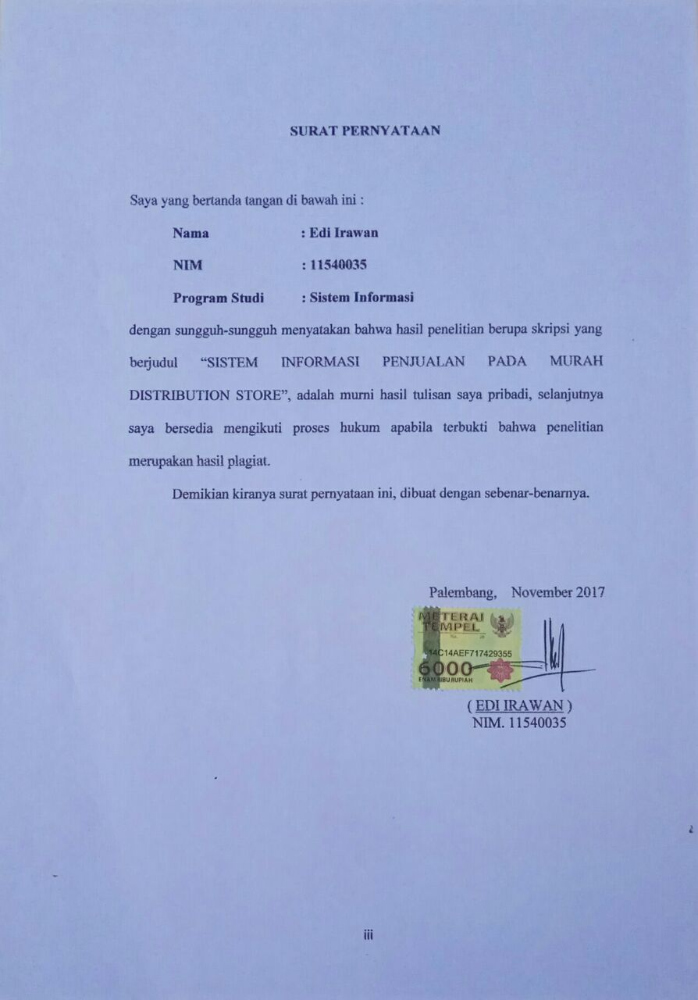 SURAT PERNYATAAN
Saya yang bertanda tangan di bawah ini :
Nama : Edi Irawan
NIM : 11540035
Program Studi : Sistem Informasi
dengan sungguh-sungguh menyatakan bahwa hasil penelitian berupa skripsi yang
berjudul “SISTEM INFORMASI PENJUALAN PADA MURAH
DISTRIBUTION STORE”, adalah murni hasil tulisan saya pribadi, selanjutnya
saya bersedia mengikuti proses hukum apabila terbukti bahwa penelitian
merupakan hasil plagiat.
Demikian kiranya surat pernyataan ini, dibuat dengan sebenar-benarnya.
Palembang, November 2017
METERAI
TEMPEL
14C14AEF717429355
6000
ENAM RIBU RUPIAH
( EDI IRAWAN )
NIM. 11540035
iii